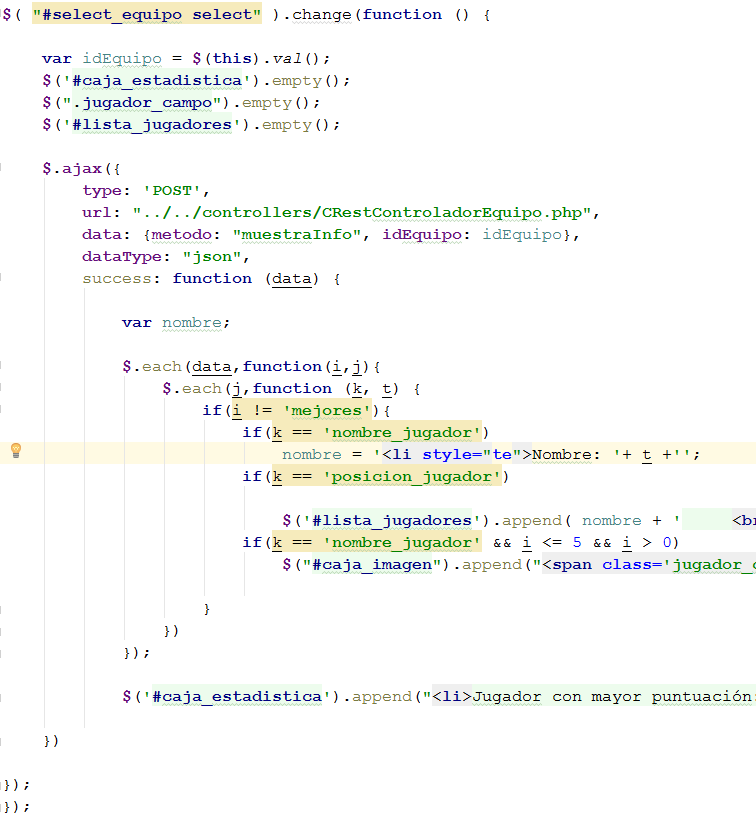 $( "#select_equipo select" ).change(function () {
var idEquipo = $(this).val();
$('#caja_estadistica').empty();
$(".jugador_campo").empty();
$('#lista_jugadores').empty();
$.ajax({
type: 'POST',
url: "../../controllers/CRestControladorEquipo.php",
data: {metodo: "muestraInfo", idEquipo: idEquipo},
dataType: "json",
success: function (data) {
var nombre;
$.each(data,function(i,j){
$.each(j,function (k, t) {
if(i != 'mejores'){
if(k == 'nombre_jugador')
nombre = '<li style="te">Nombre: '+ t +'';
if(k == 'posicion_jugador')
$('#lista_jugadores').append( nombre + '     <br
if(k == 'nombre_jugador' && i <= 5 && i > 0)
$("#caja_imagen").append("<span class='jugador_
}
})
});
$('#caja_estadistica').append("<li>Jugador con mayor puntuación:
})
});
});